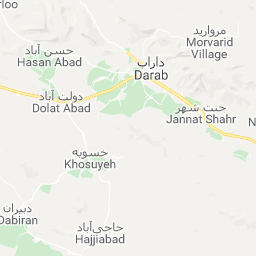 rloo
مروارید
Morvarid
Village
حسن آباد
Hasan Abad
داراب
Darab
دولت آباد
Dolat Abad
جنت شهر
Jannat Shahr
خسویه
Khosuyeh
دبیران
Dabiran
حاجی‌آباد
Hajjiabad
N